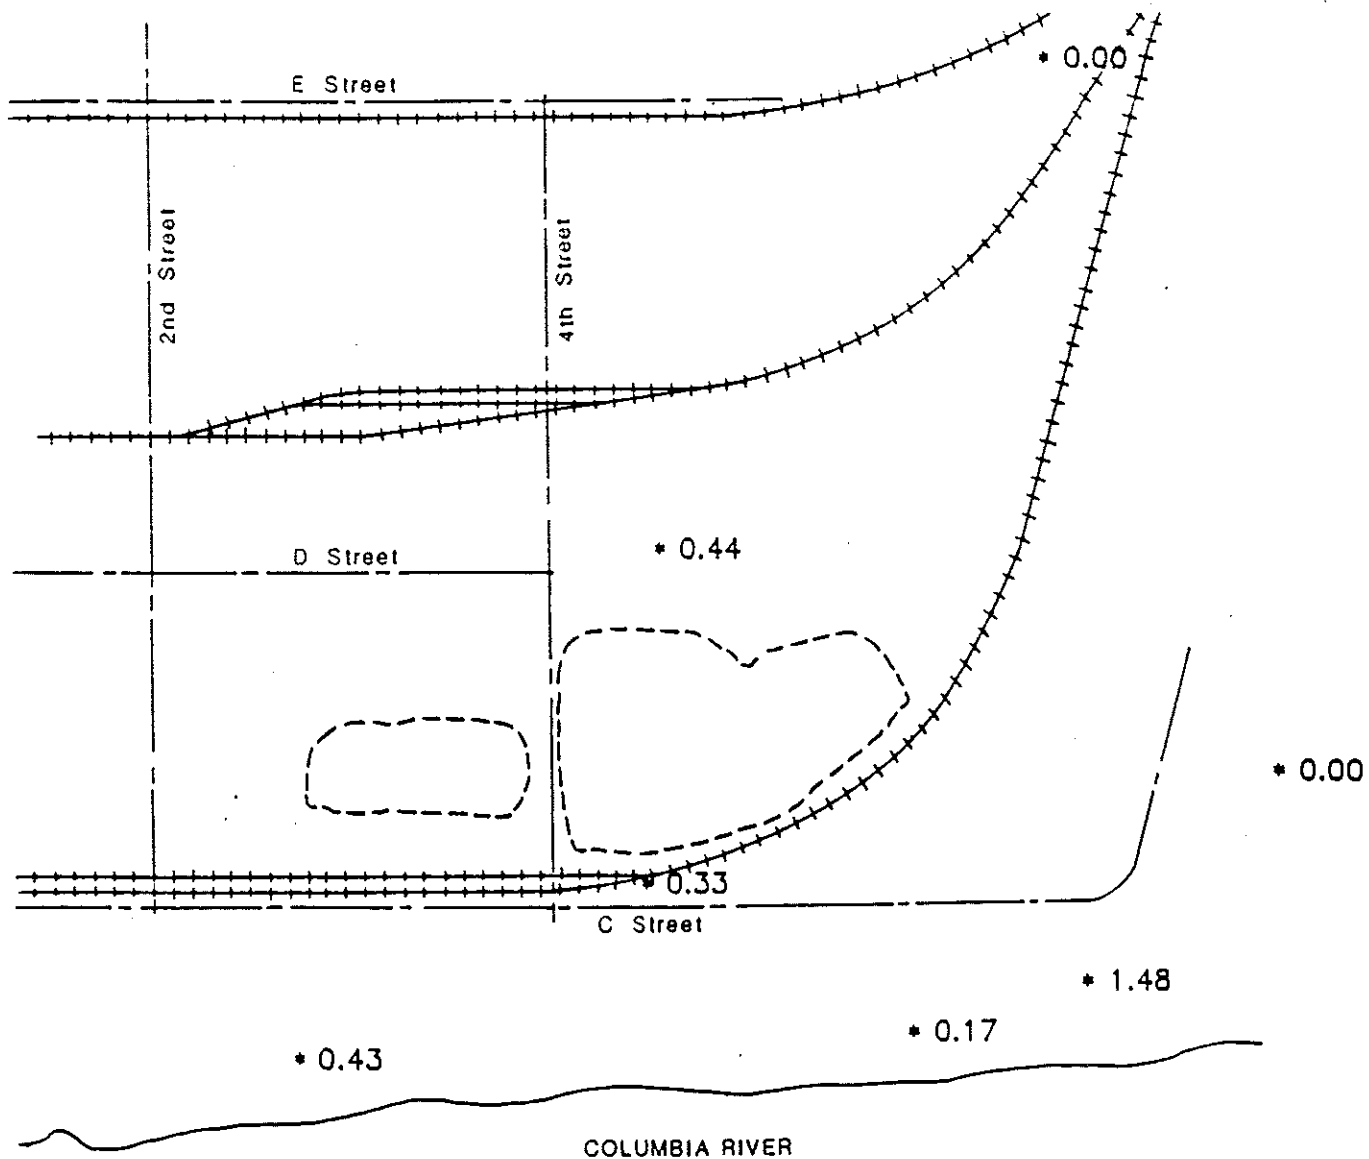 * 0.00
E Street
2nd Street
4th Street
* 0.44
D Street
* 0.00
* 0.33
C Street
* 1.48
* 0.17
* 0.43
COLUMBIA RIVER